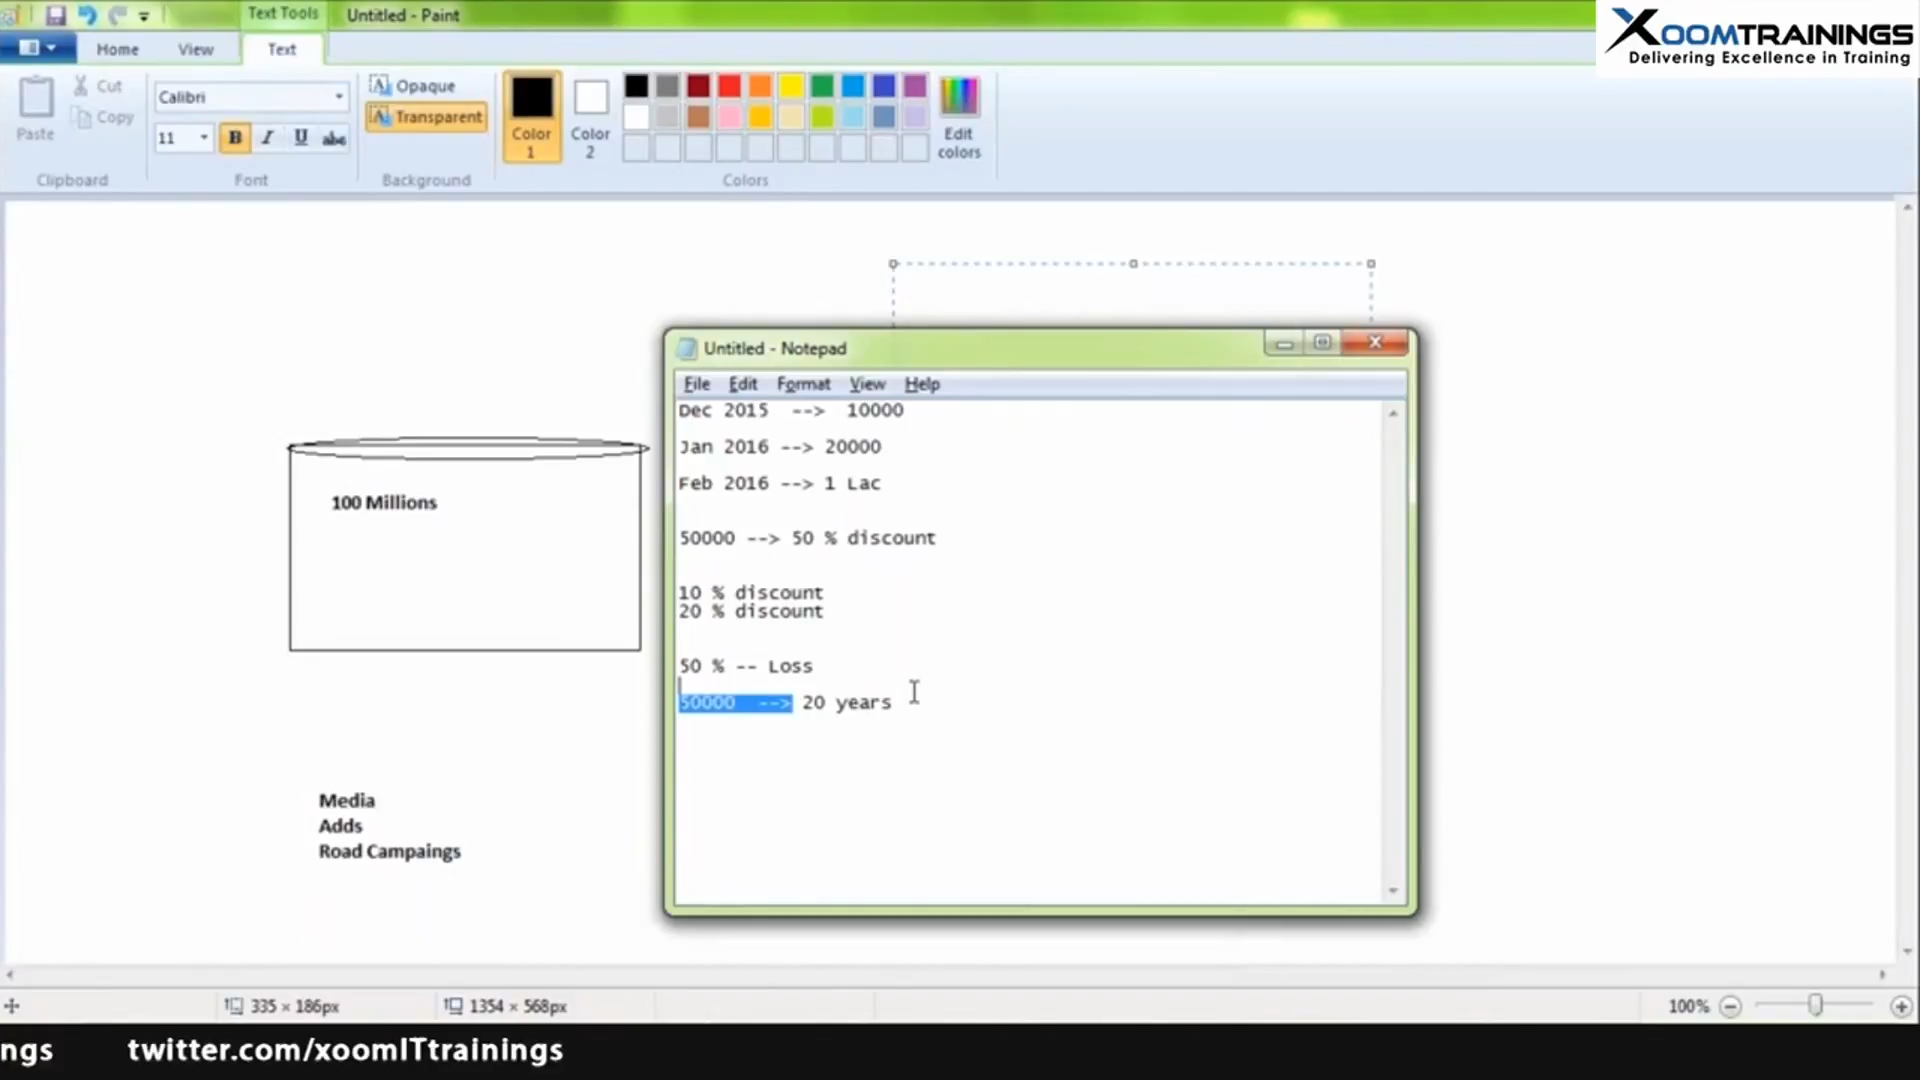 Text Tools
Untitled - Paint
XOOMTRAININGS
Delivering Excellence in Training
Home
View
Text
Paste
Cut
Copy
Clipboard
Calibri
11
B
I
U
abc
Font
Opaque
Transparent
Background
Color
1
Color
2
Edit
colors
Colors
100 Millions
Media
Adds
Road Campaings
Untitled - Notepad
File Edit Format View Help
Dec 2015 --> 10000
Jan 2016 --> 20000
Feb 2016 --> 1 Lac
50000 --> 50 % discount
10 % discount
20 % discount
50 % -- Loss
50000 --> 20 years
335 × 186px
1354 × 568px
100%
ngs twitter.com/xoomITtrainings